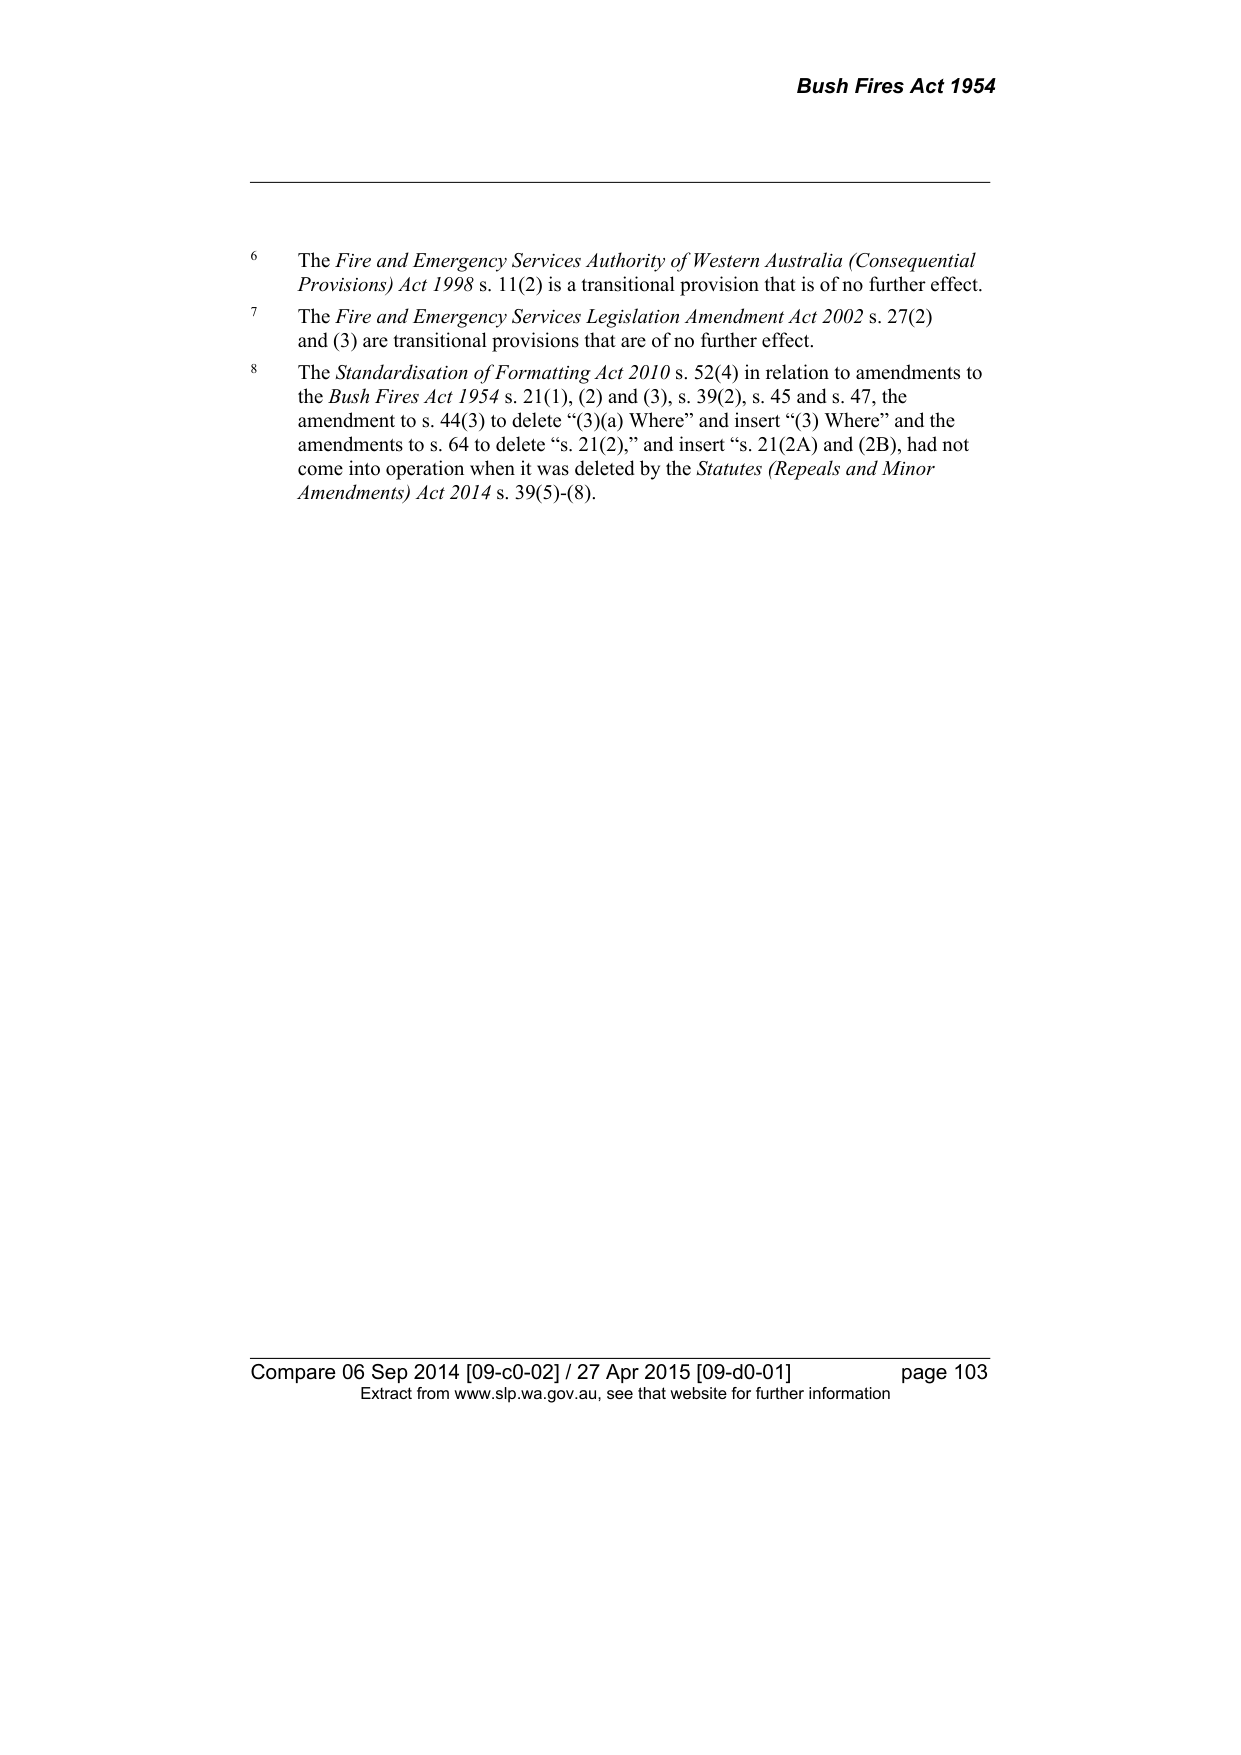 Bush Fires Act 1954
6 The Fire and Emergency Services Authority of Western Australia (Consequential
Provisions) Act 1998 s. 11(2) is a transitional provision that is of no further effect.
7 The Fire and Emergency Services Legislation Amendment Act 2002 s. 27(2)
and (3) are transitional provisions that are of no further effect.
8 The Standardisation of Formatting Act 2010 s. 52(4) in relation to amendments to
the Bush Fires Act 1954 s. 21(1), (2) and (3), s. 39(2), s. 45 and s. 47, the
amendment to s. 44(3) to delete “(3)(a) Where” and insert “(3) Where” and the
amendments to s. 64 to delete “s. 21(2),” and insert “s. 21(2A) and (2B), had not
come into operation when it was deleted by the Statutes (Repeals and Minor
Amendments) Act 2014 s. 39(5)-(8).
Compare 06 Sep 2014 [09-c0-02] / 27 Apr 2015 [09-d0-01] page 103
Extract from www.slp.wa.gov.au, see that website for further information